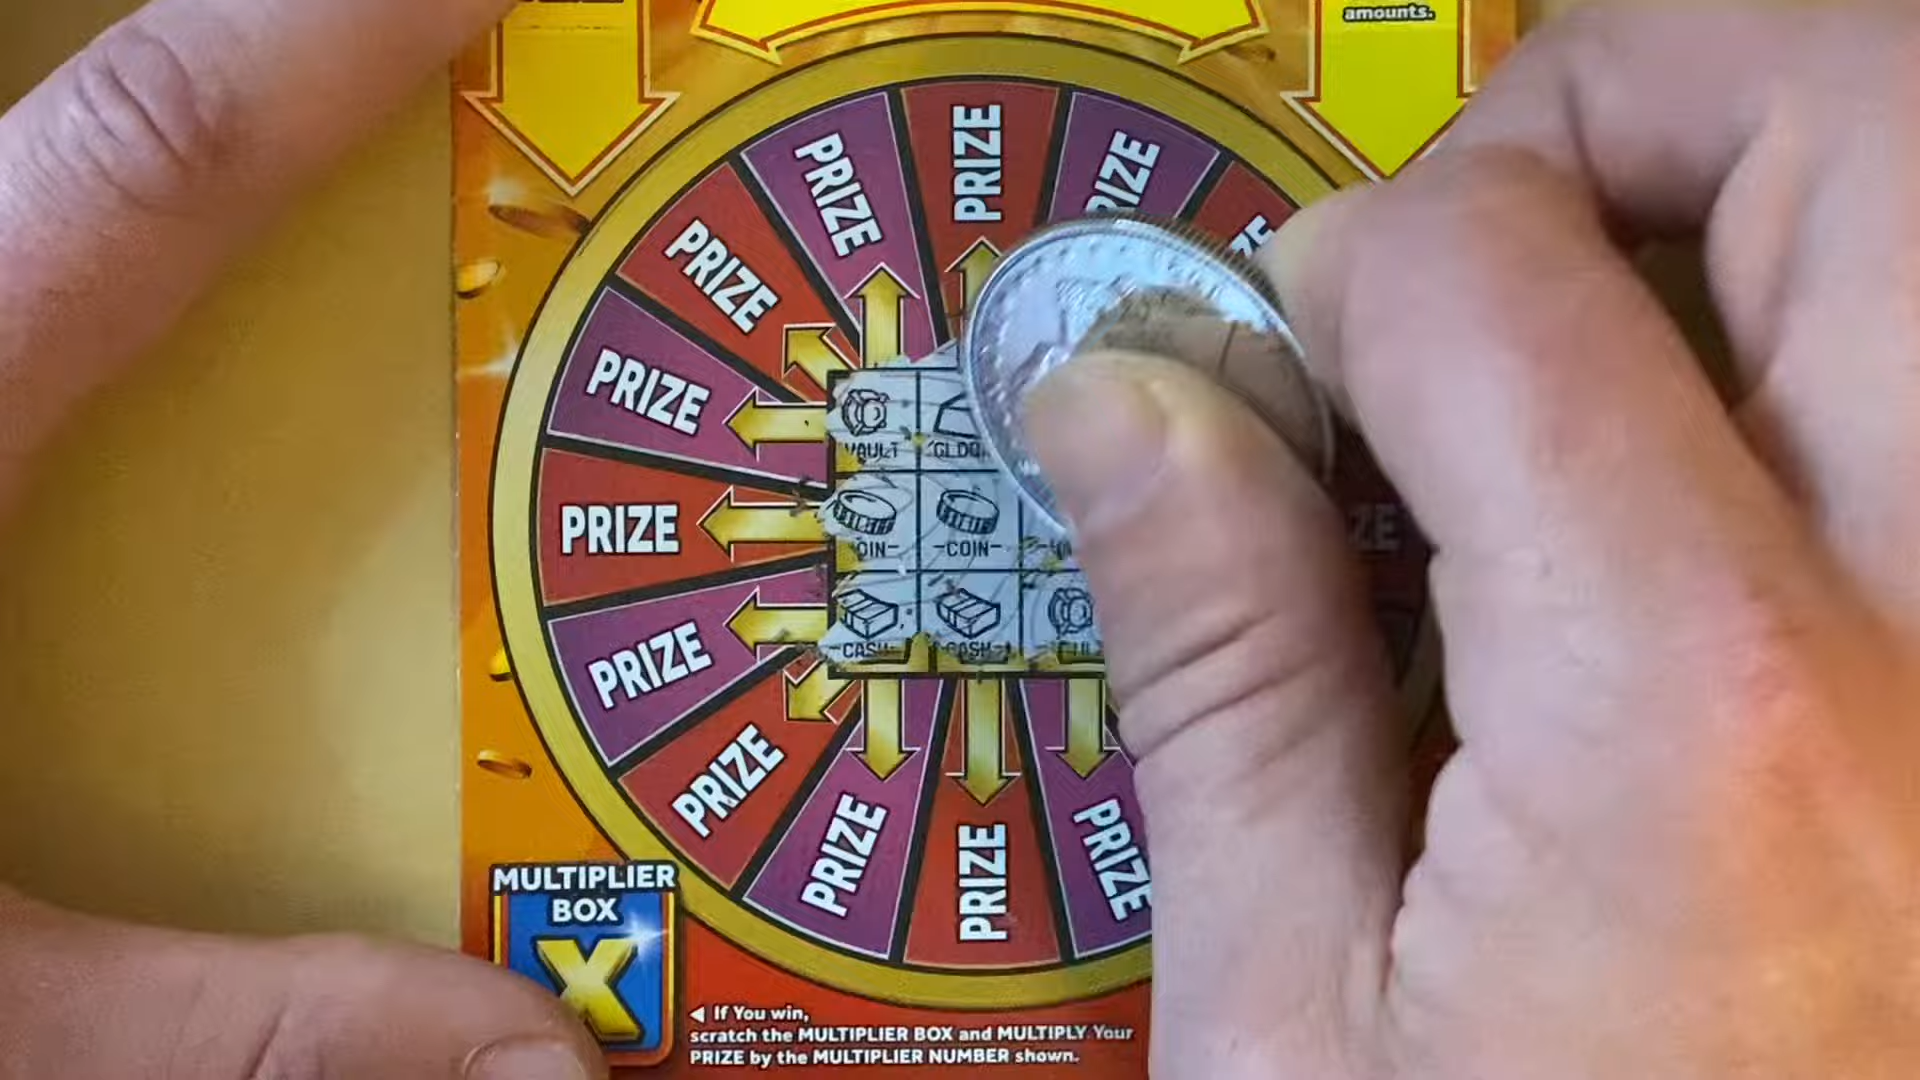 amounts.
PRIZE
PRIZE
PRIZE
PRIZE
PRIZE
PRIZE
PRIZE
PRIZE
PRIZE
PRIZE
PRIZE
VAULT
COIN
-COIN-
CASH
CASH
MULTIPLIER
BOX
X
◄ If You win,
scratch the MULTIPLIER BOX and MULTIPLY Your
PRIZE by the MULTIPLIER NUMBER shown.